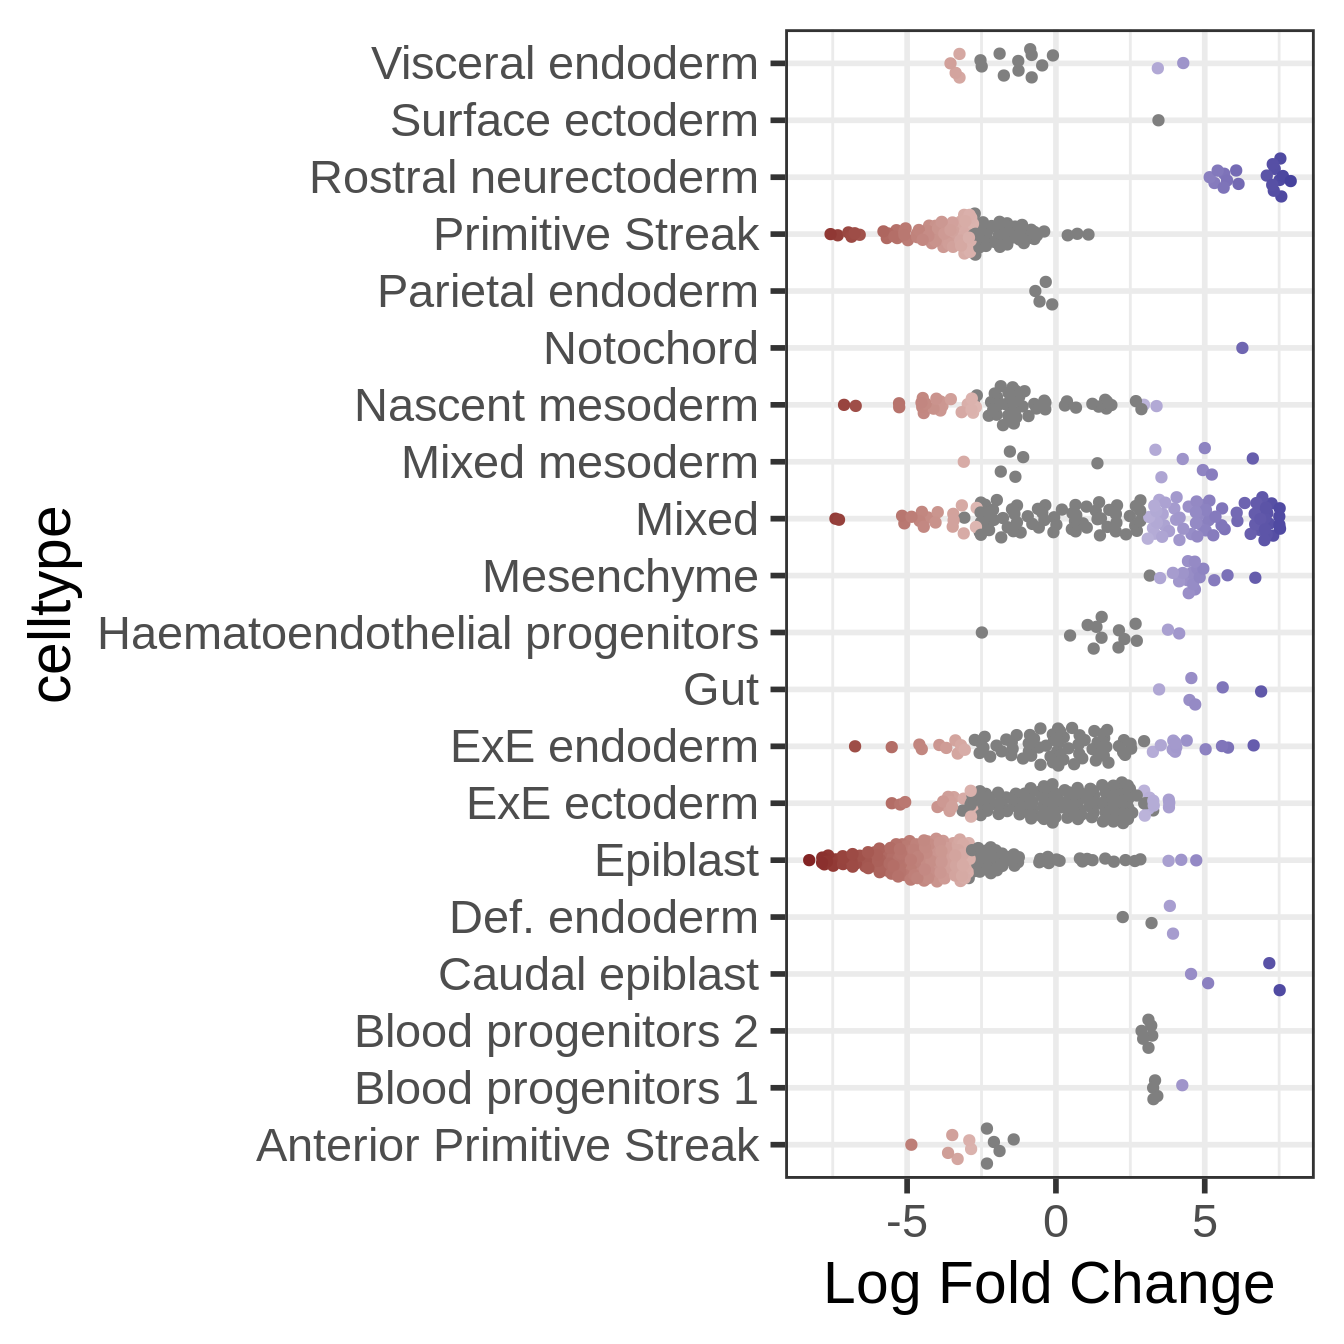 Visceral endoderm
Surface ectoderm
Rostral neurectoderm
Primitive Streak
Parietal endoderm
Notochord
Nascent mesoderm
Mixed mesoderm
Mixed
Mesenchyme
Haematoendothelial progenitors
Gut
ExE endoderm
ExE ectoderm
Epiblast
Def. endoderm
Caudal epiblast
Blood progenitors 2
Blood progenitors 1
Anterior Primitive Streak
celltype
-5 0 5
Log Fold Change